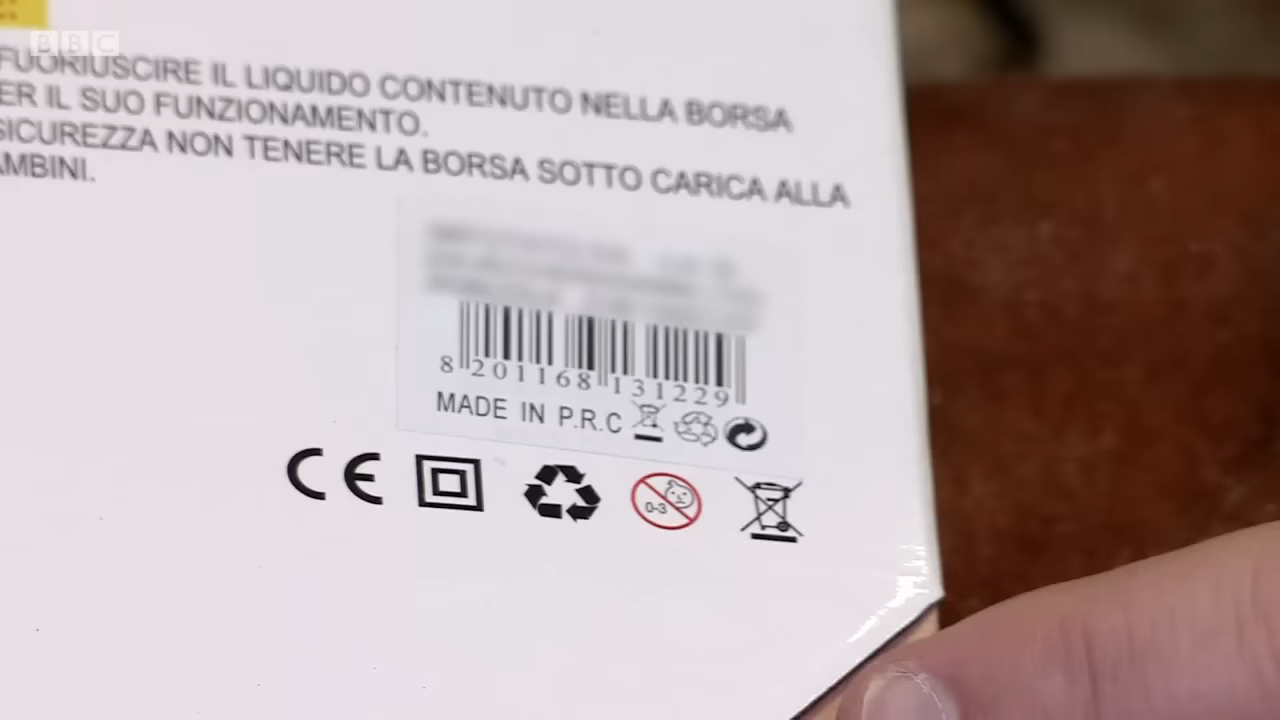 BBC
FUORIUSCIRE IL LIQUIDO CONTENUTO NELLA BORSA
ER IL SUO FUNZIONAMENTO.
SICUREZZA NON TENERE LA BORSA SOTTO CARICA ALLA
AMBINI.
8 201168 131229
MADE IN P.R.C
CE
0-3